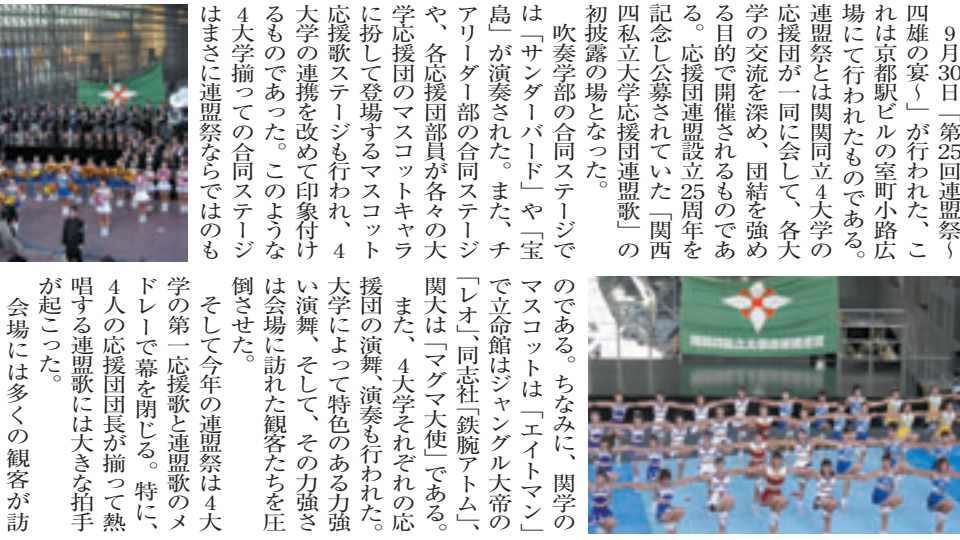 ９月30日「第25回連盟祭〜
四雄の宴〜」が行われた、こ
れは京都駅ビルの室町小路広
場にて行われたものである。
連盟祭とは関関同立４大学の
応援団が一同に会して、各大
学の交流を深め、団結を強め
る目的で開催されるものであ
る。応援団連盟設立25周年を
記念し公募されていた「関西
四私立大学応援団連盟歌」の
初披露の場となった。
吹奏学部の合同ステージで
は「サンダーバード」や「宝
島」が演奏された。また、チ
アリーダー部の合同ステージ
や、各応援団部員が各々の大
学応援団のマスコットキャラ
に扮して登場するマスコット
応援歌ステージも行われ、４
大学の連携を改めて印象付け
るものであった。このような
４大学揃っての合同ステージ
はまさに連盟祭ならではのも
のである。ちなみに、関学の
マスコットは「エイトマン」
で立命館はジャングル大帝の
「レオ」、同志社「鉄腕アトム」、
関大は「マグマ大使」である。
また、４大学それぞれの応
援団の演舞、演奏も行われた。
大学によって特色のある力強
い演舞、そして、その力強さ
は会場に訪れた観客たちを圧
倒させた。
そして今年の連盟祭は４大
学の第一応援歌と連盟歌のメ
ドレーで幕を閉じる。特に、
４人の応援団団長が揃って熱
唱する連盟歌には大きな拍手
が起こった。
会場には多くの観客が訪